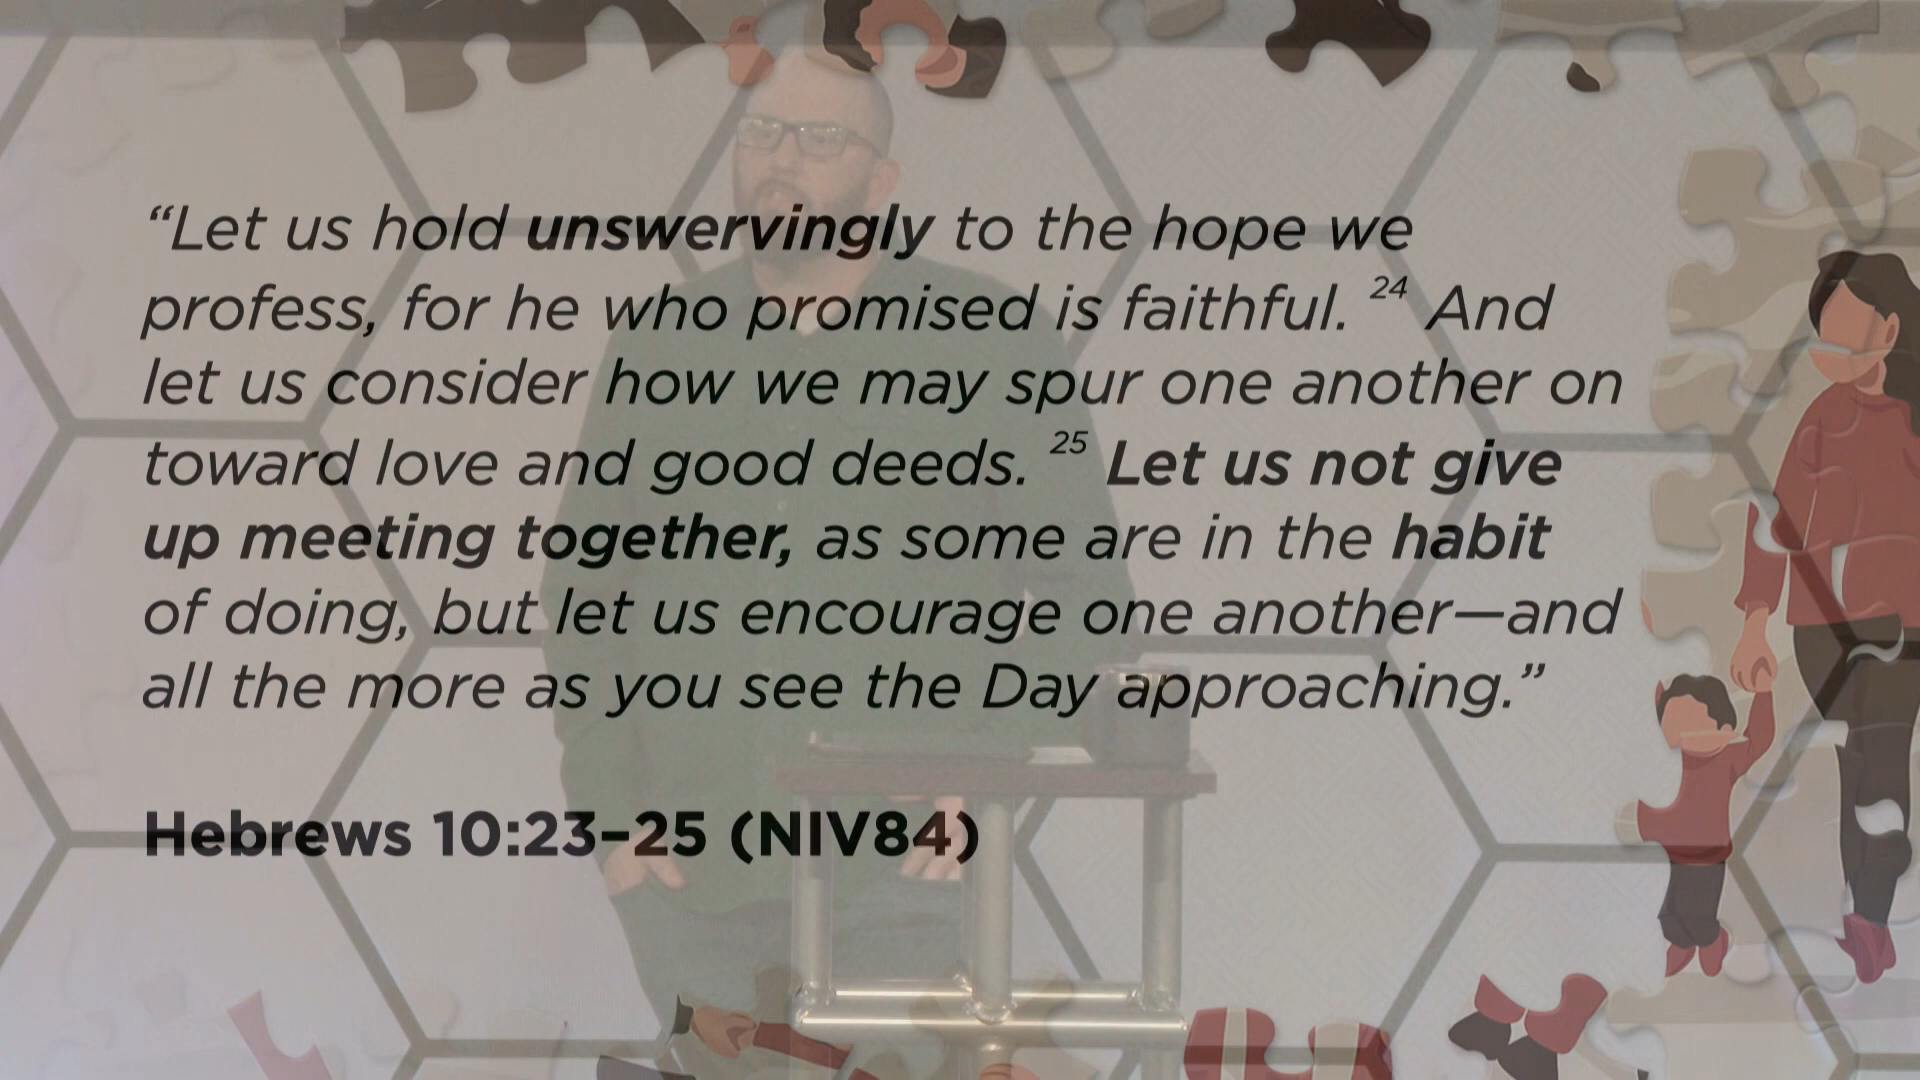 “Let us hold unswervingly to the hope we
profess, for he who promised is faithful. 24 And
let us consider how we may spur one another on
toward love and good deeds. 25 Let us not give
up meeting together, as some are in the habit
of doing, but let us encourage one another—and
all the more as you see the Day approaching.”
Hebrews 10:23–25 (NIV84)